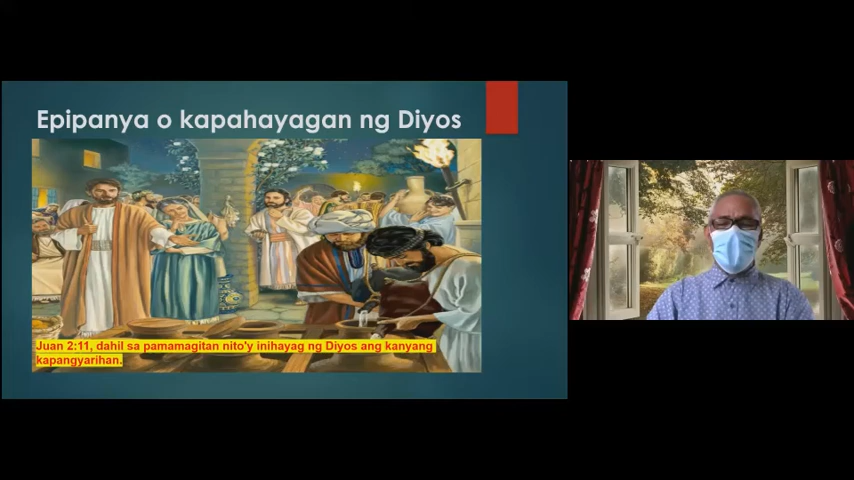 Epipanya o kapahayagan ng Diyos
Juan 2:11, dahil sa pamamagitan nito'y inihayag ng Diyos ang kanyang
kapangyarihan.